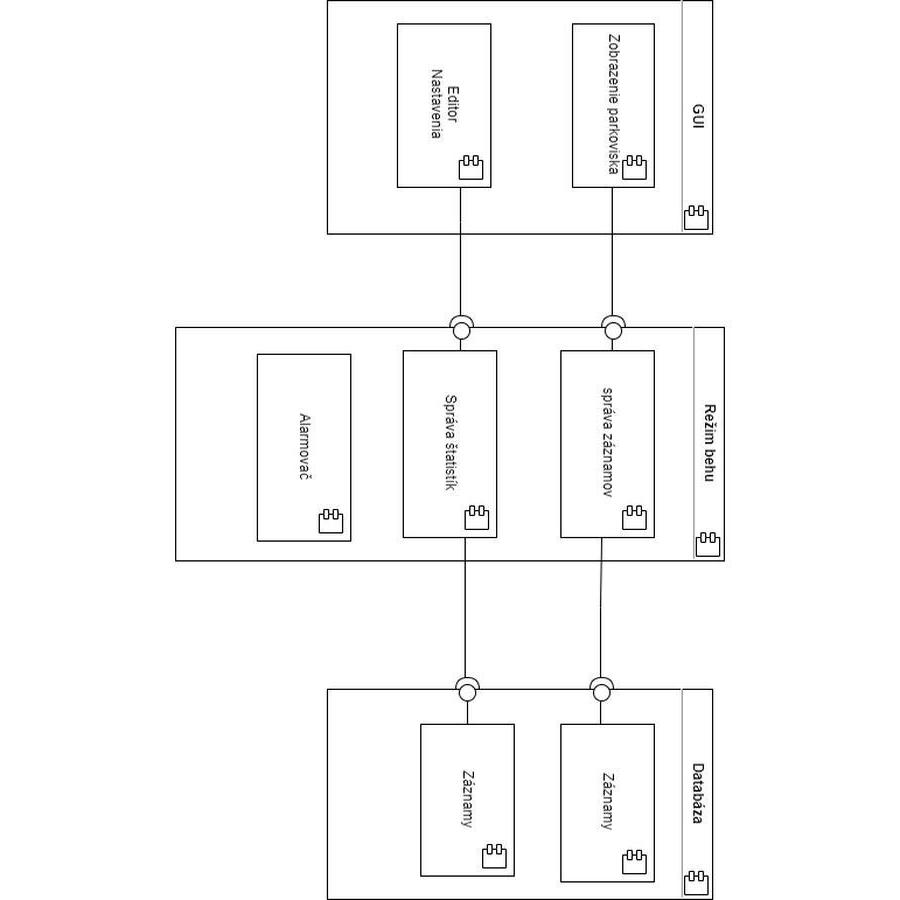 GUI
Zobrazenie parkoviska
Editor
Nastavenia
Režim behu
správa záznamov
Správa štatistík
Alarmovač
Databáza
Záznamy
Záznamy